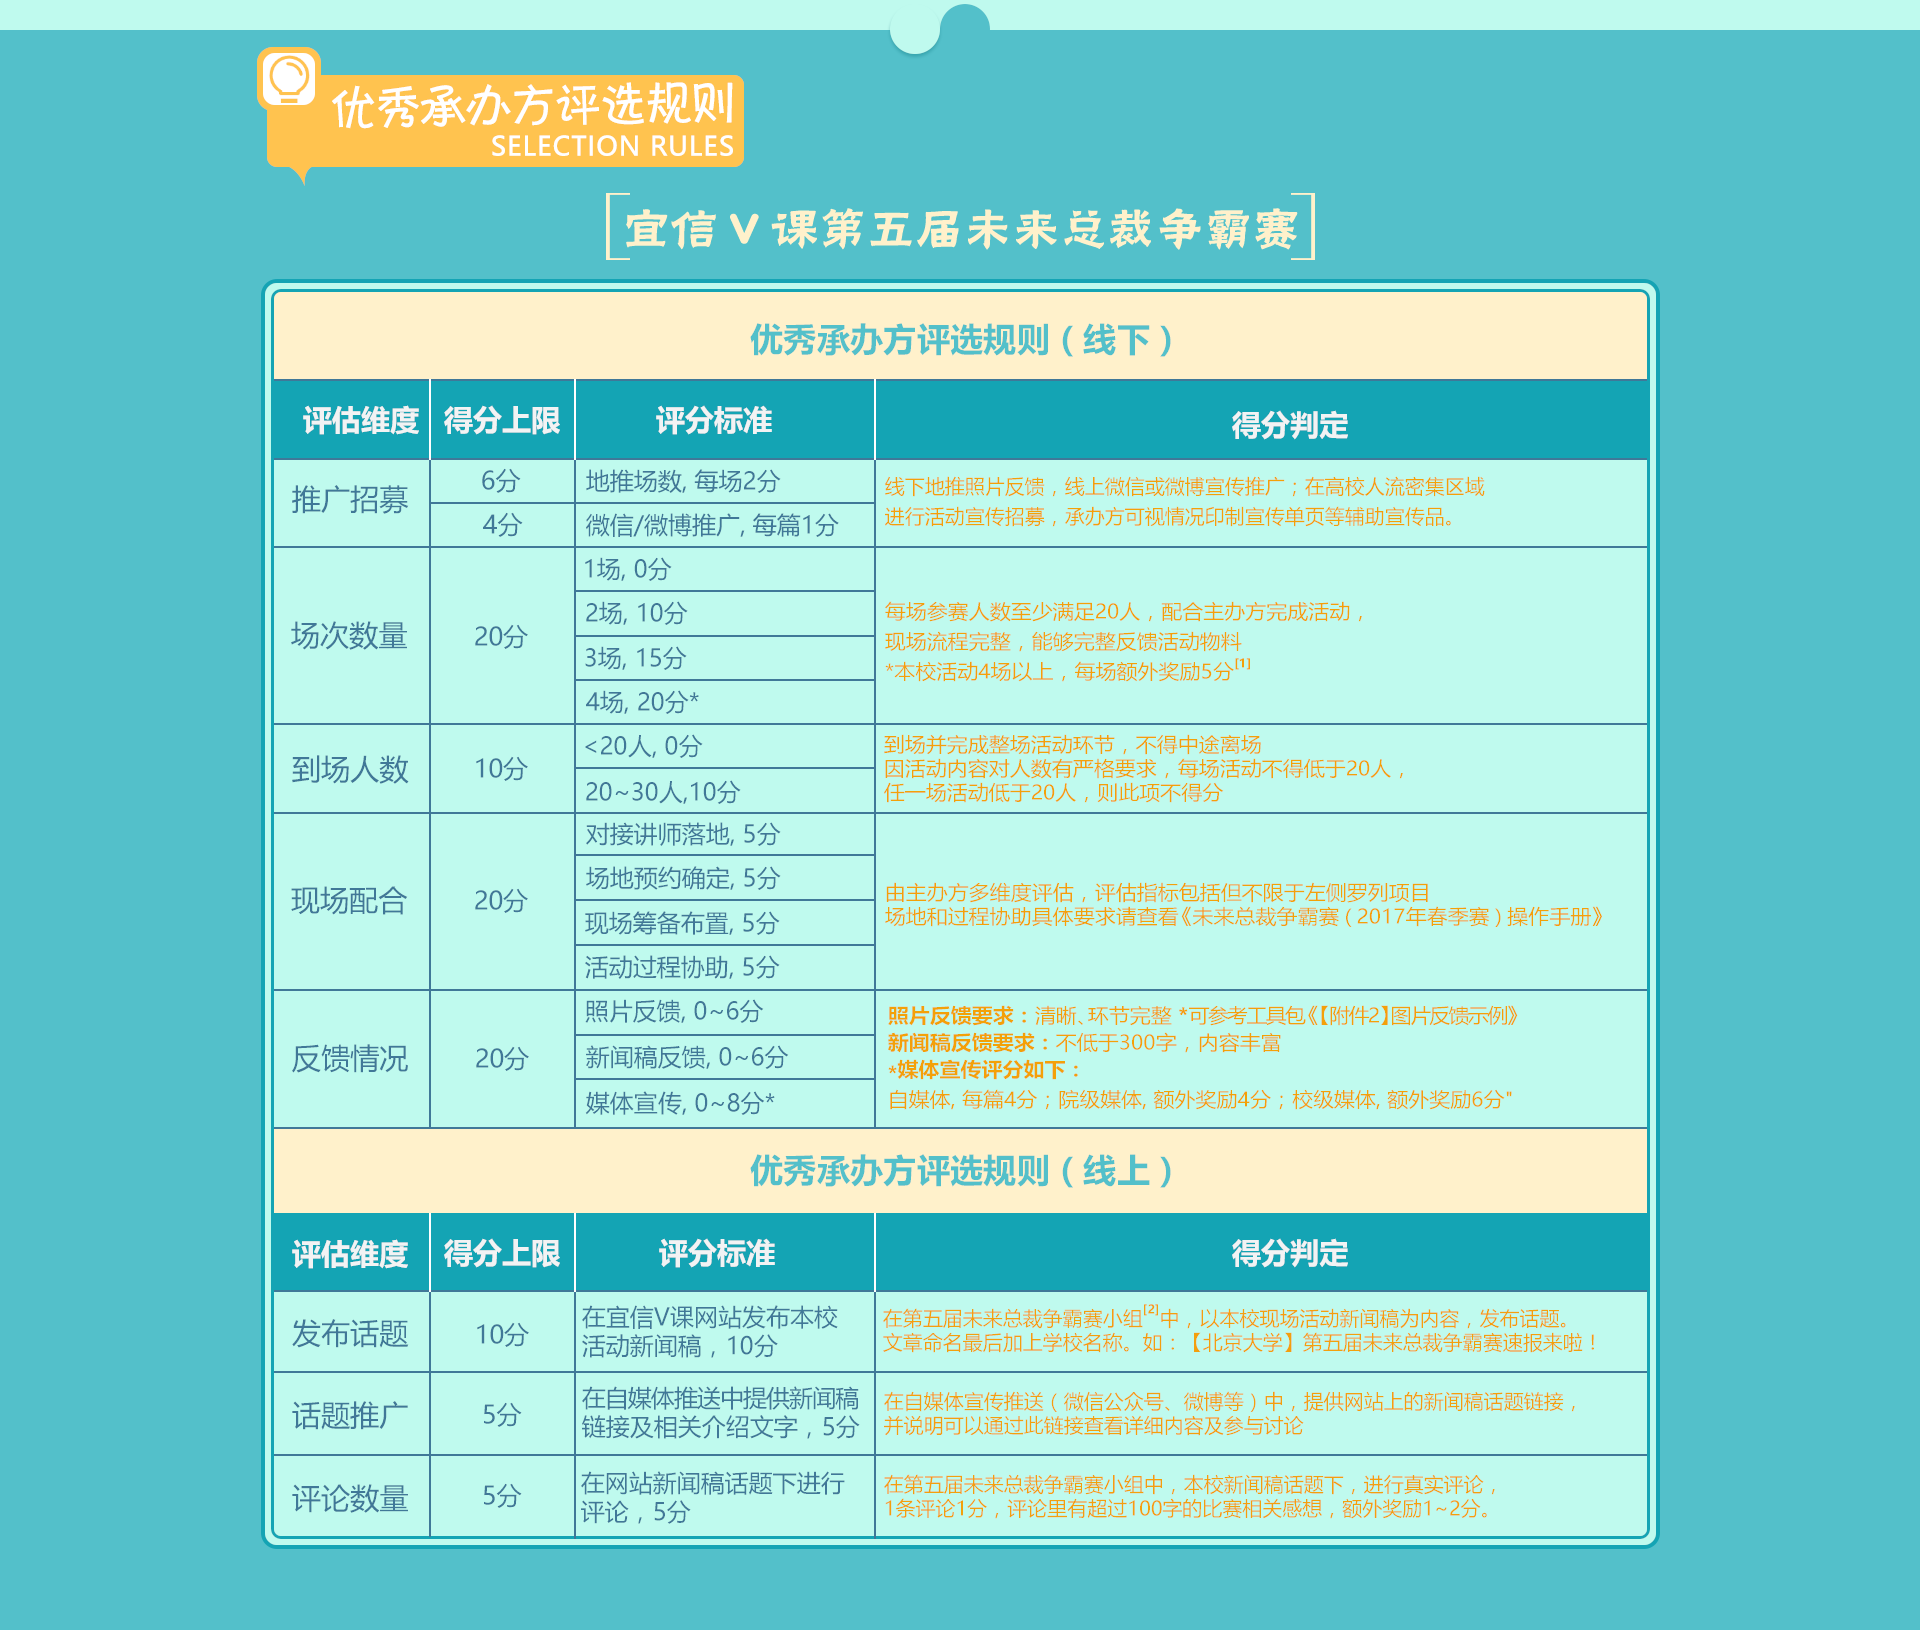 优秀承办方评选规则
SELECTION RULES
宜信V课第五届未来总裁争霸赛
优秀承办方评选规则（线下）
评估维度 得分上限 评分标准 得分判定
推广招募
6分 地推场数, 每场2分
4分 微信/微博推广, 每篇1分
线下地推照片反馈，线上微信或微博宣传推广；在高校人流密集区域
进行活动宣传招募，承办方可视情况印制宣传单页等辅助宣传品。
场次数量
20分
1场, 0分
2场, 10分
3场, 15分
4场, 20分*
每场参赛人数至少满足20人，配合主办方完成活动，
现场流程完整，能够完整反馈活动物料
*本校活动4场以上，每场额外奖励5分[1]
到场人数
10分
<20人, 0分
20~30人,10分
到场并完成整场活动环节，不得中途离场
因活动内容对人数有严格要求，每场活动不得低于20人，
任一场活动低于20人，则此项不得分
现场配合
20分
对接讲师落地, 5分
场地预约确定, 5分
现场筹备布置, 5分
活动过程协助, 5分
由主办方多维度评估，评估指标包括但不限于左侧罗列项目
场地和过程协助具体要求请查看《未来总裁争霸赛（2017年春季赛）操作手册》
反馈情况
20分
照片反馈, 0~6分
新闻稿反馈, 0~6分
媒体宣传, 0~8分*
照片反馈要求：清晰、环节完整 *可参考工具包《【附件2】图片反馈示例》
新闻稿反馈要求：不低于300字，内容丰富
*媒体宣传评分如下：
自媒体, 每篇4分；院级媒体, 额外奖励4分；校级媒体, 额外奖励6分"
优秀承办方评选规则（线上）
评估维度 得分上限 评分标准 得分判定
发布话题
10分
在宜信V课网站发布本校
活动新闻稿，10分
在第五届未来总裁争霸赛小组[2]中，以本校现场活动新闻稿为内容，发布话题。
文章命名最后加上学校名称。如：【北京大学】第五届未来总裁争霸赛速报来啦！
话题推广
5分
在自媒体推送中提供新闻稿
链接及相关介绍文字，5分
在自媒体宣传推送（微信公众号、微博等）中，提供网站上的新闻稿话题链接，
并说明可以通过此链接查看详细内容及参与讨论
评论数量
5分
在网站新闻稿话题下进行
评论，5分
在第五届未来总裁争霸赛小组中，本校新闻稿话题下，进行真实评论，
1条评论1分，评论里有超过100字的比赛相关感想，额外奖励1~2分。